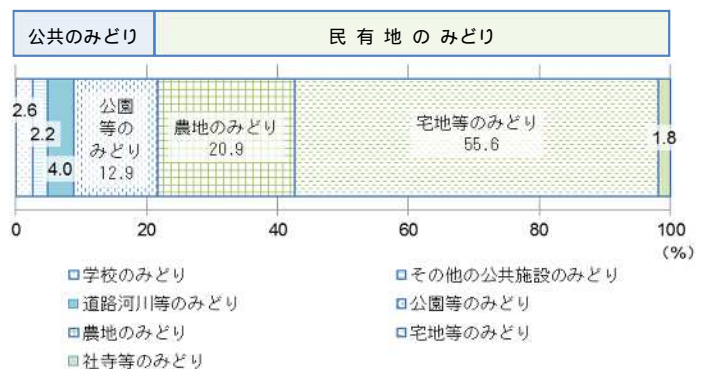 公共のみどり
民有地のみどり
2.6
2.2
4.0
公園
等の
みどり
12.9
農地のみどり
20.9
宅地等のみどり
55.6
1.8
0 20 40 60 80 100
(%)
学校のみどり
その他の公共施設のみどり
道路河川等のみどり
公園等のみどり
農地のみどり
宅地等のみどり
社寺等のみどり